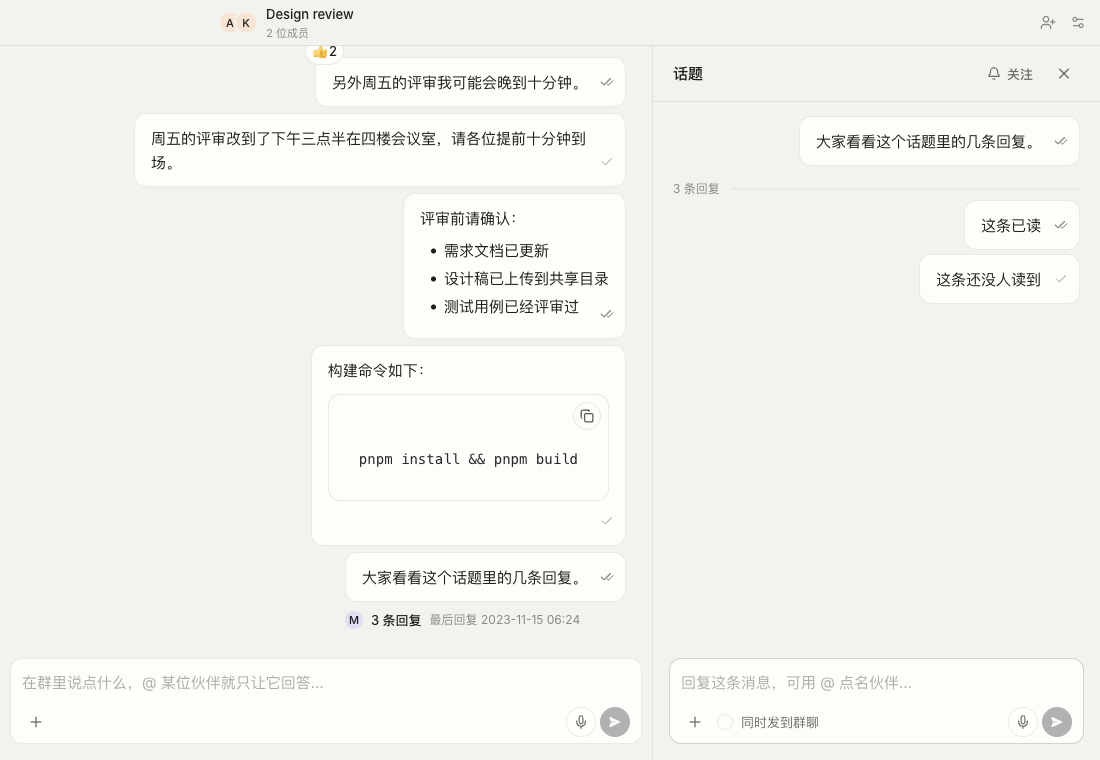 A K
Design review
2 位成员
👍2
另外周五的评审我可能会晚到十分钟。
周五的评审改到了下午三点半在四楼会议室，请各位提前十分钟到
场。
评审前请确认：
• 需求文档已更新
• 设计稿已上传到共享目录
• 测试用例已经评审过
构建命令如下：
pnpm install && pnpm build
大家看看这个话题里的几条回复。
M 3 条回复 最后回复 2023-11-15 06:24
在群里说点什么，@ 某位伙伴就只让它回答...
话题
关注
大家看看这个话题里的几条回复。
3 条回复
这条已读
这条还没人读到
回复这条消息，可用 @ 点名伙伴...
同时发到群聊